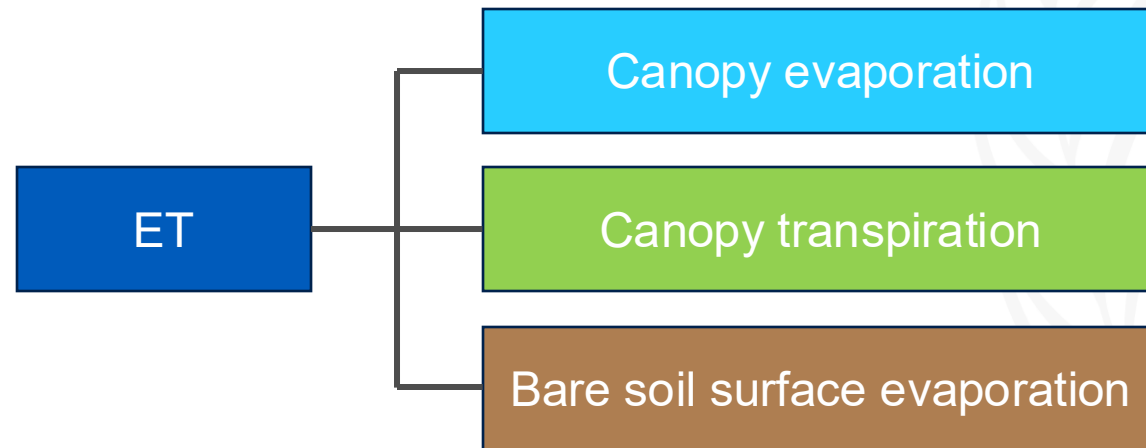 Canopy evaporation
ET
Canopy transpiration
Bare soil surface evaporation